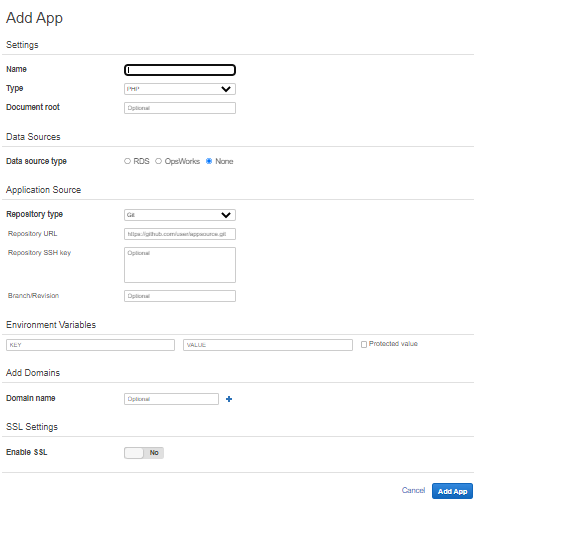 Add App
Settings
Name
Type PHP
Document root Optional
Data Sources
Data source type RDS OpsWorks None
Application Source
Repository type Git
Repository URL https://github.com/user/appsource.git
Repository SSH key Optional
Branch/Revision Optional
Environment Variables
KEY VALUE Protected value
Add Domains
Domain name Optional +
SSL Settings
Enable SSL No
Cancel Add App